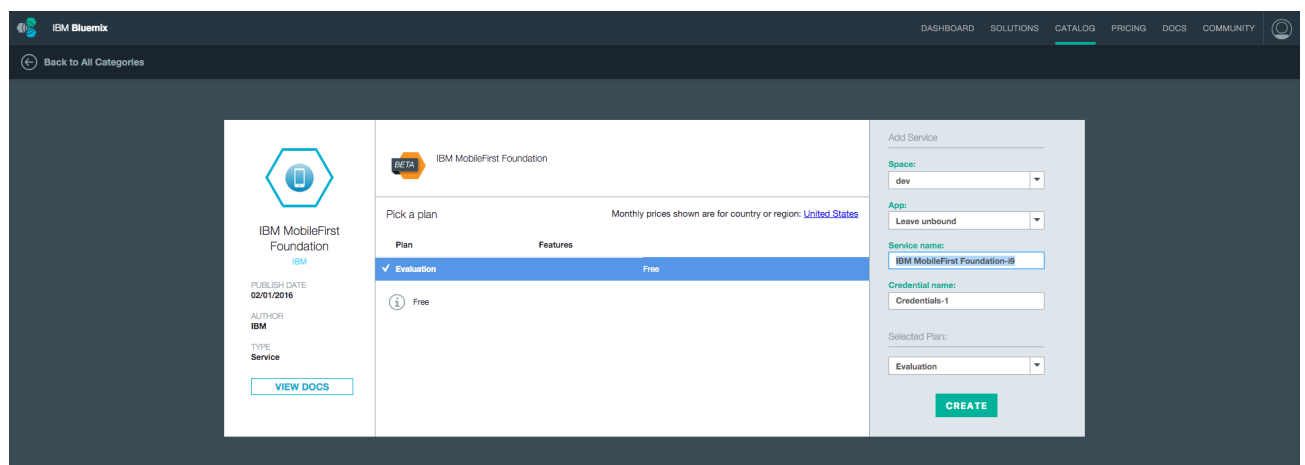 IBM Bluemix
DASHBOARD SOLUTIONS CATALOG PRICING DOCS COMMUNITY
Back to All Categories
IBM MobileFirst
Foundation
IBM
PUBLISH DATE
02/01/2016
AUTHOR
IBM
TYPE
Service
VIEW DOCS
BETA
IBM MobileFirst Foundation
Pick a plan
Monthly prices shown are for country or region: United States
Plan Features
Evaluation Free
Free
Add Service
Space:
dev
App:
Leave unbound
Service name:
IBM MobileFirst Foundation-i9
Credential name:
Credentials-1
Selected Plan:
Evaluation
CREATE